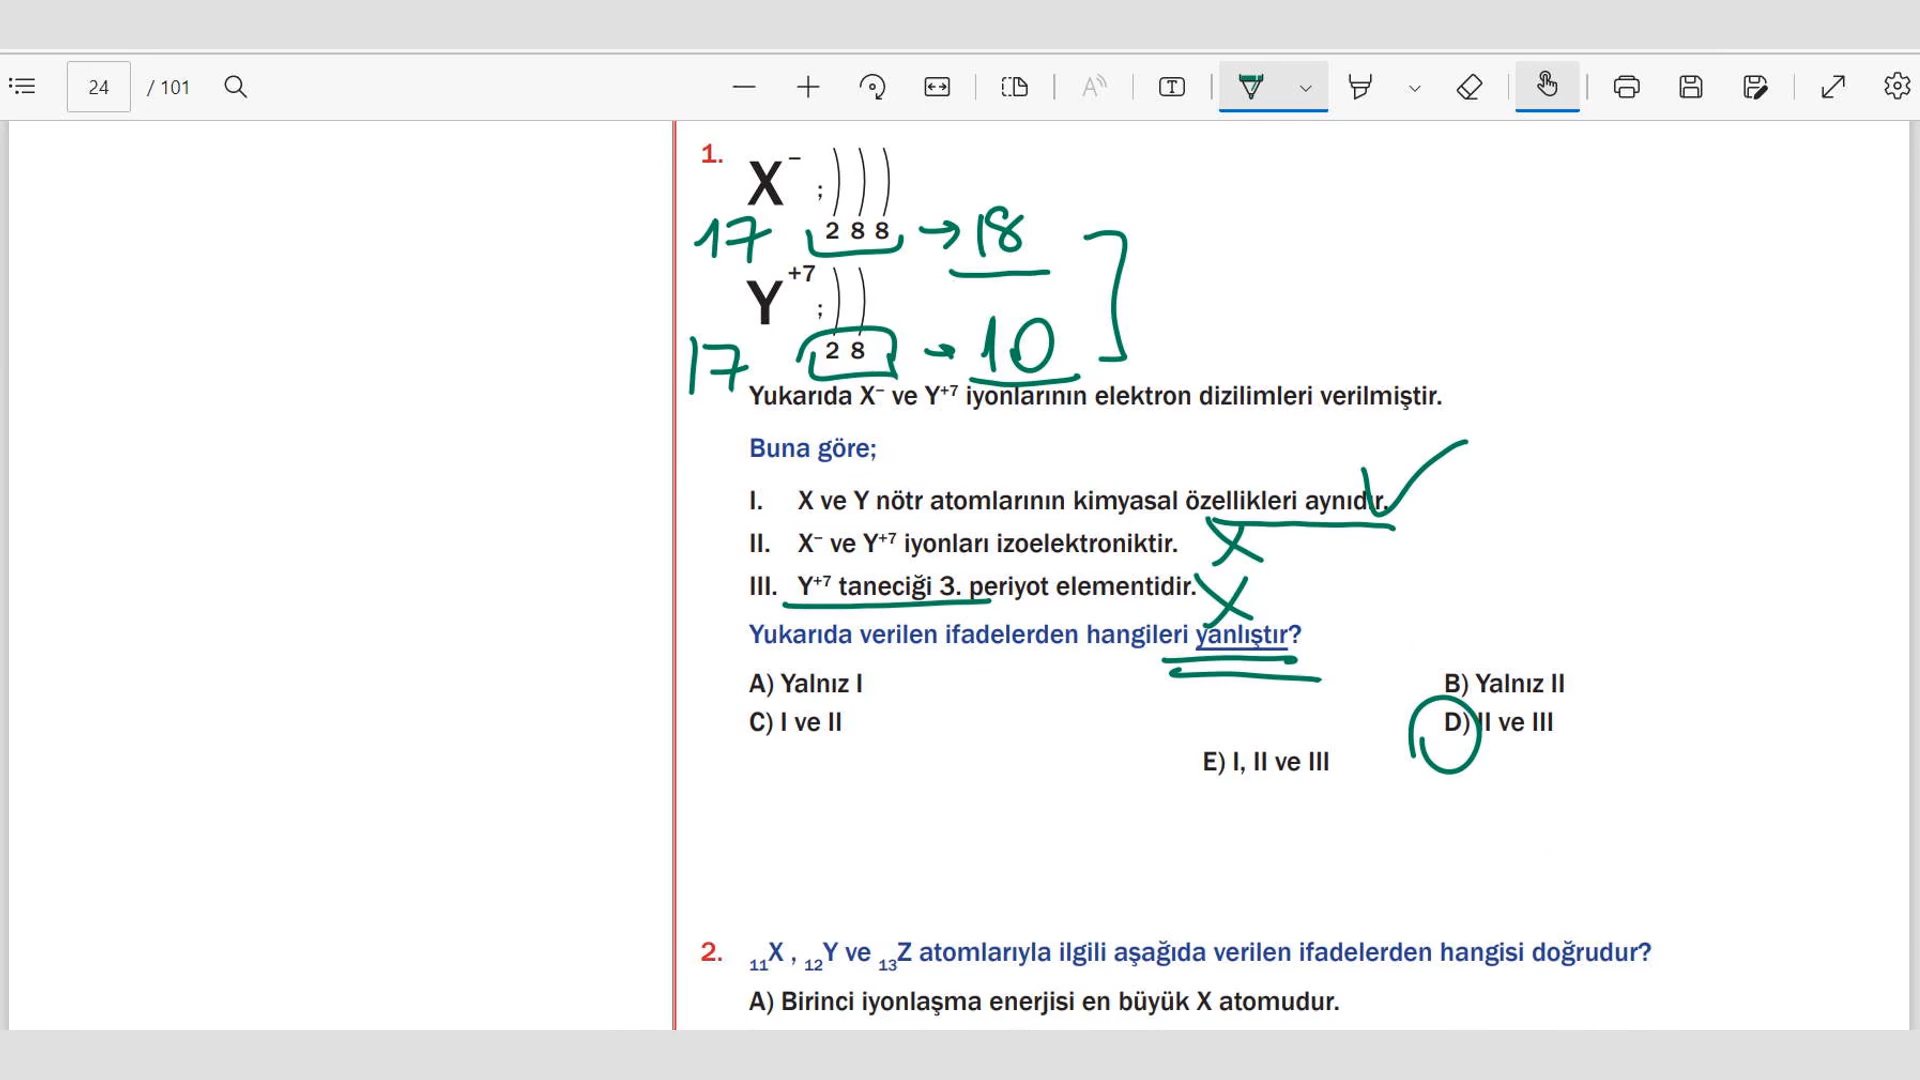 24 / 101
1. X⁻ ; 2 8 8 → 18
17
Y⁺⁷ ; 2 8 → 10
17
Yukarıda X⁻ ve Y⁺⁷ iyonlarının elektron dizilimleri verilmiştir.
Buna göre;
I. X ve Y nötr atomlarının kimyasal özellikleri aynıdır.
II. X⁻ ve Y⁺⁷ iyonları izoelektroniktir.
III. Y⁺⁷ taneciği 3. periyot elementidir.
Yukarıda verilen ifadelerden hangileri yanlıştır?
A) Yalnız I B) Yalnız II
C) I ve II D) II ve III
E) I, II ve III
2. ₁₁X , ₁₂Y ve ₁₃Z atomlarıyla ilgili aşağıda verilen ifadelerden hangisi doğrudur?
A) Birinci iyonlaşma enerjisi en büyük X atomudur.